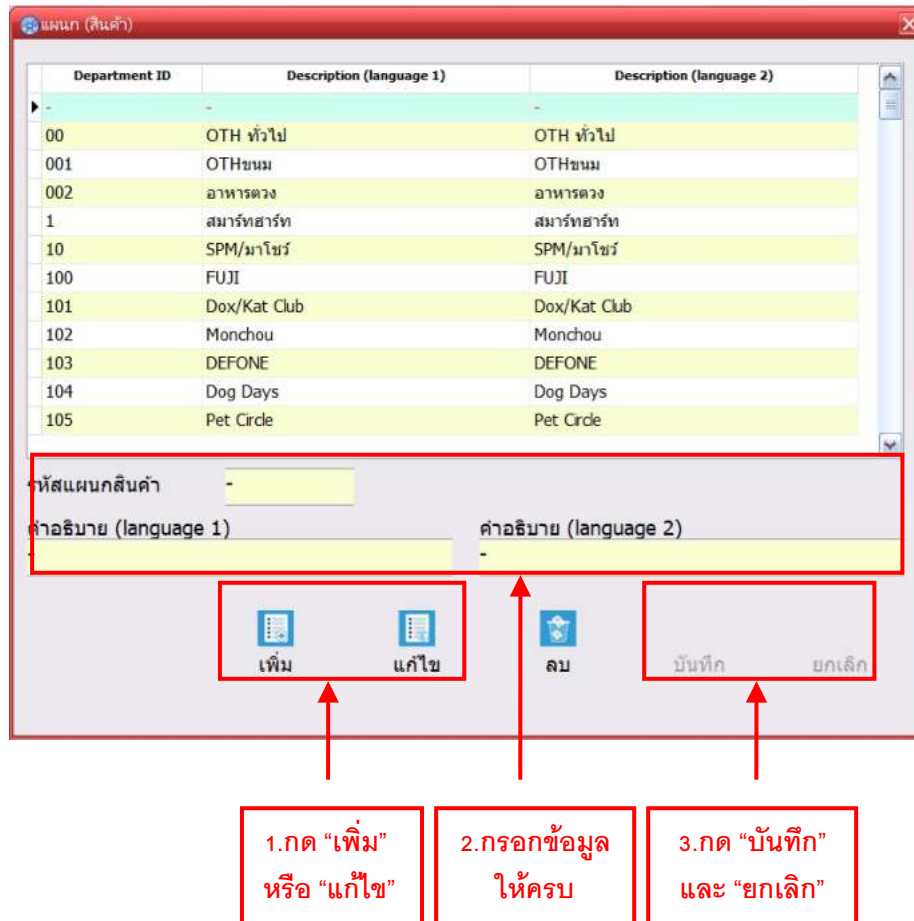 แผนก (สินค้า)
Department ID Description (language 1) Description (language 2)
- - -
00 OTH ทั่วไป OTH ทั่วไป
001 OTHขนม OTHขนม
002 อาหารตวง อาหารตวง
1 สมาร์ทฮาร์ท สมาร์ทฮาร์ท
10 SPM/มาโชว์ SPM/มาโชว์
100 FUJI FUJI
101 Dox/Kat Club Dox/Kat Club
102 Monchou Monchou
103 DEFONE DEFONE
104 Dog Days Dog Days
105 Pet Circle Pet Circle
รหัสแผนกสินค้า -
คำอธิบาย (language 1) คำอธิบาย (language 2)
- -
เพิ่ม แก้ไข ลบ บันทึก ยกเลิก
1.กด “เพิ่ม” 2.กรอกข้อมูล 3.กด “บันทึก”
หรือ “แก้ไข” ให้ครบ และ “ยกเลิก”